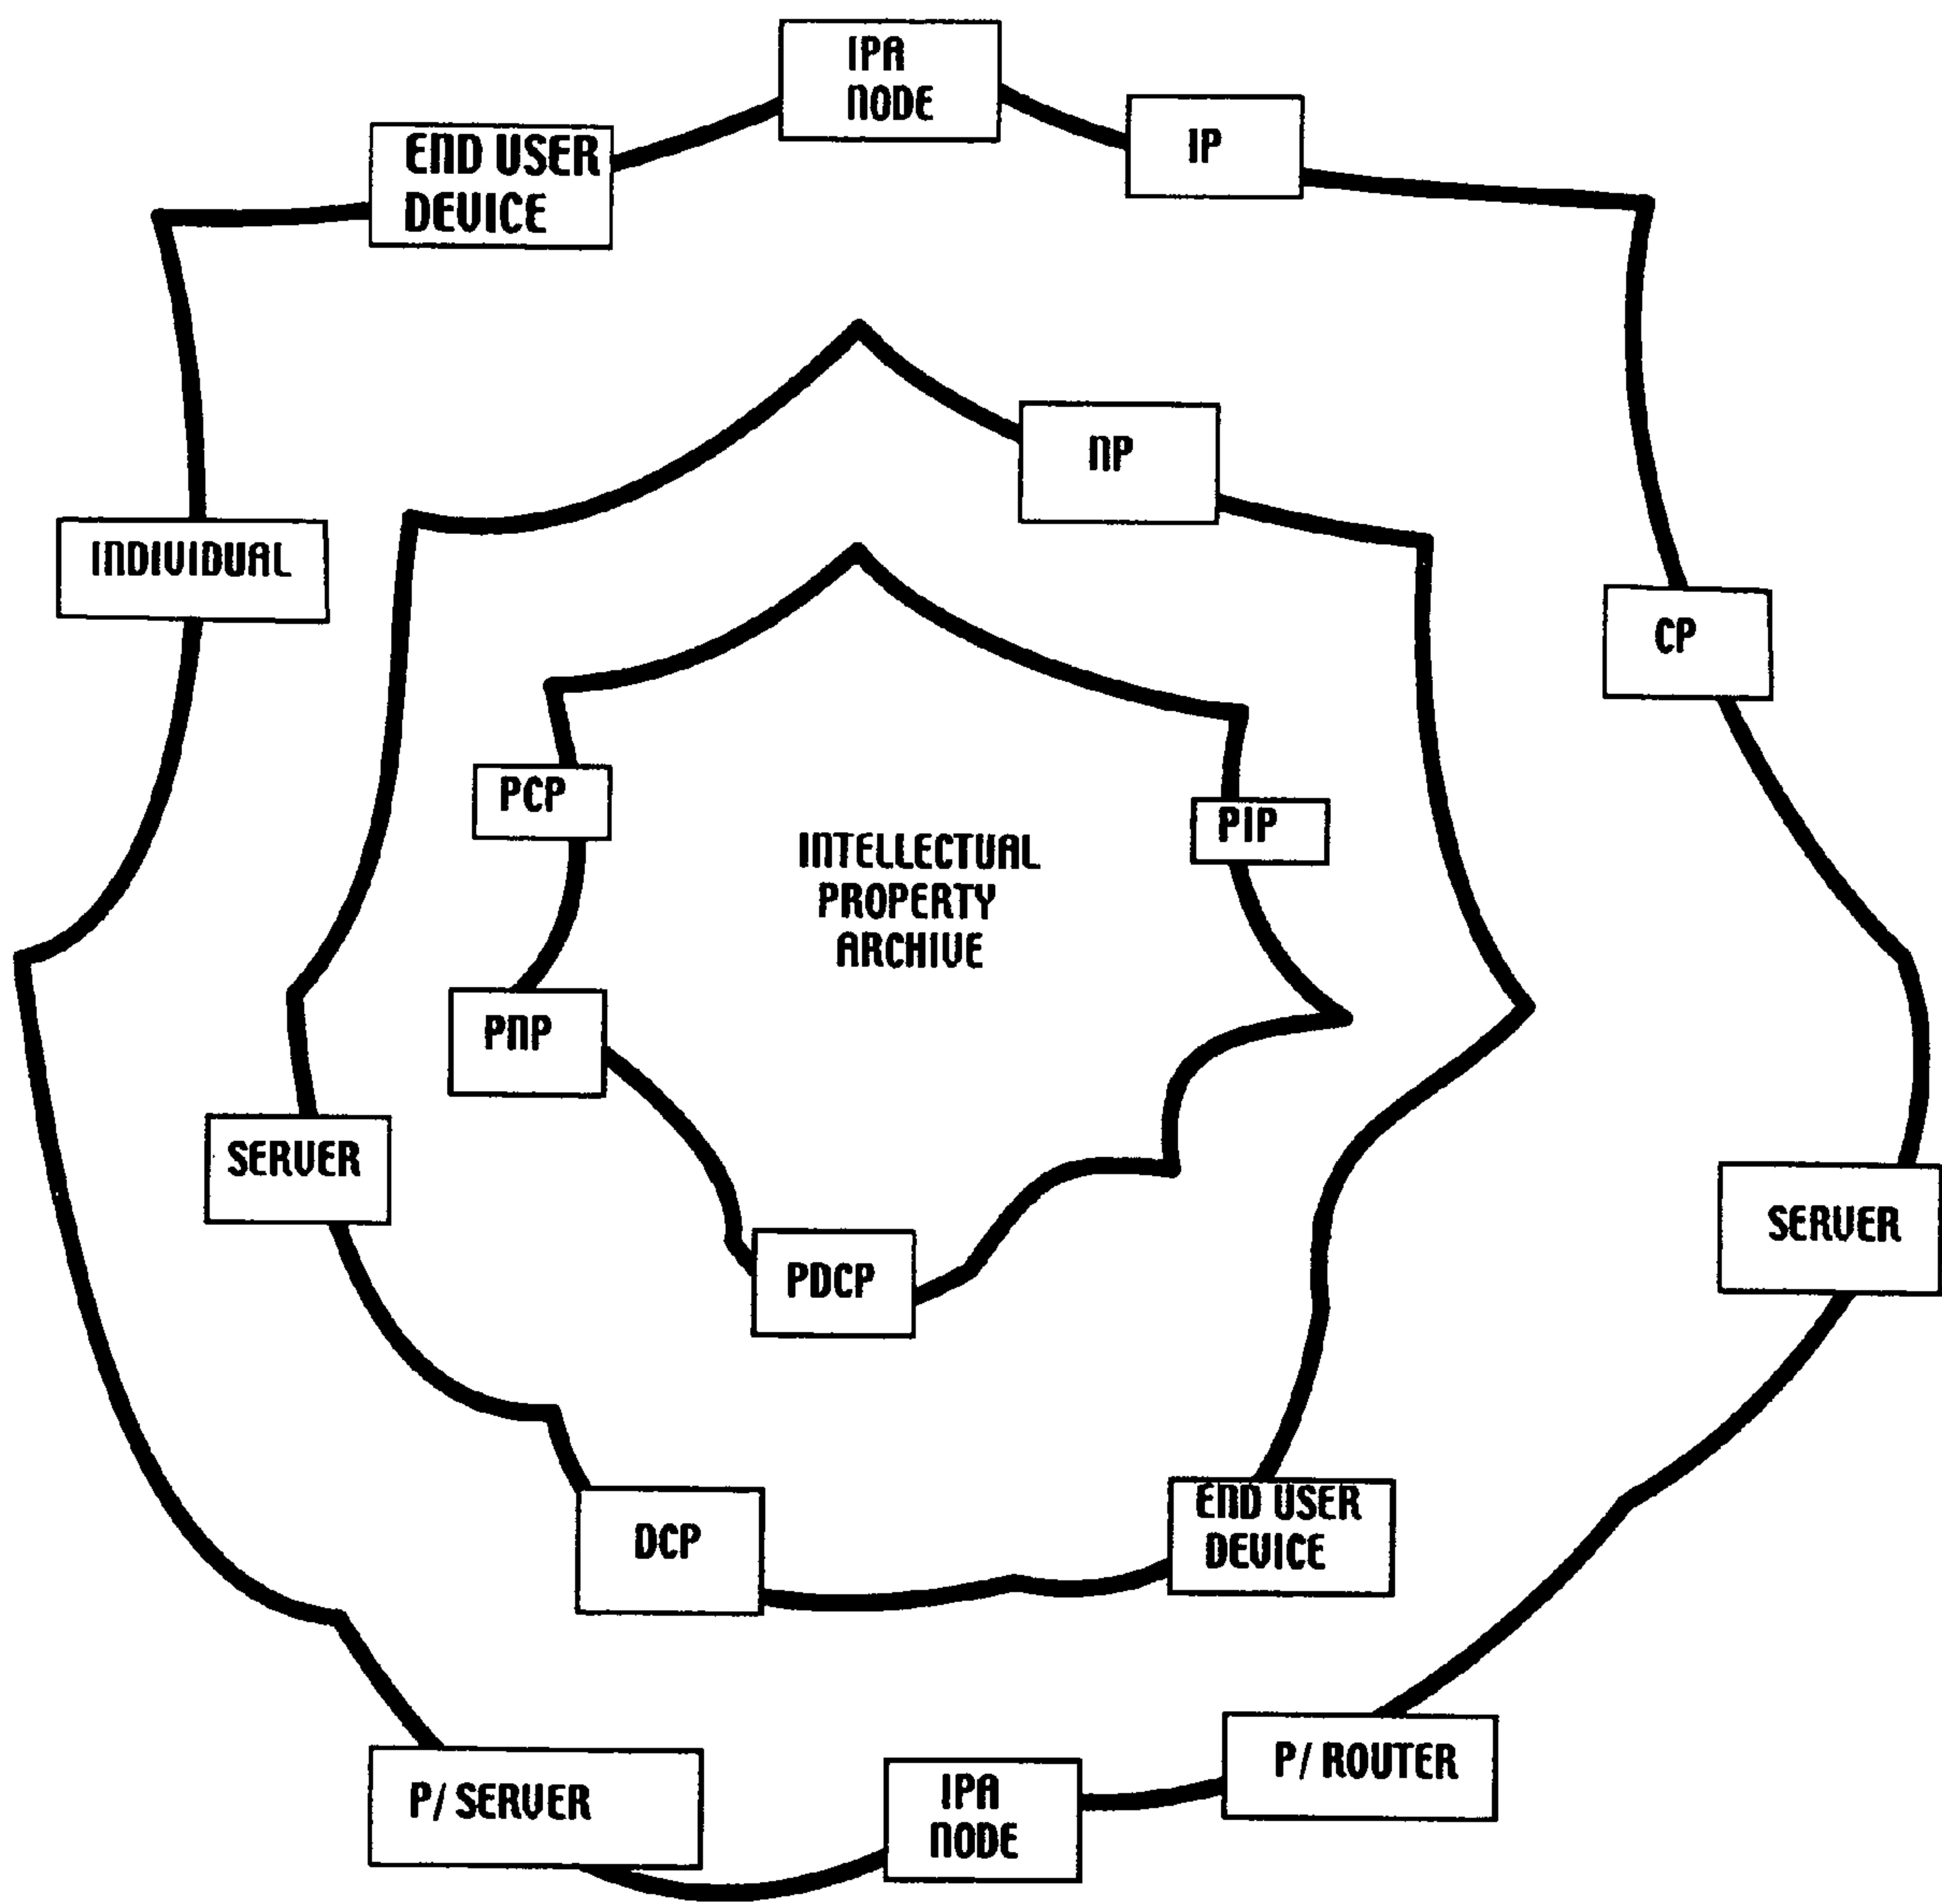 IPA
NODE
IP
END USER
DEVICE
NP
INDIVIDUAL
CP
PCP
PIP
INTELLECTUAL
PROPERTY
ARCHIVE
PNP
SERVER
SERVER
PDCP
END USER
DEVICE
DCP
P/ ROUTER
P/ SERVER
IPA
NODE